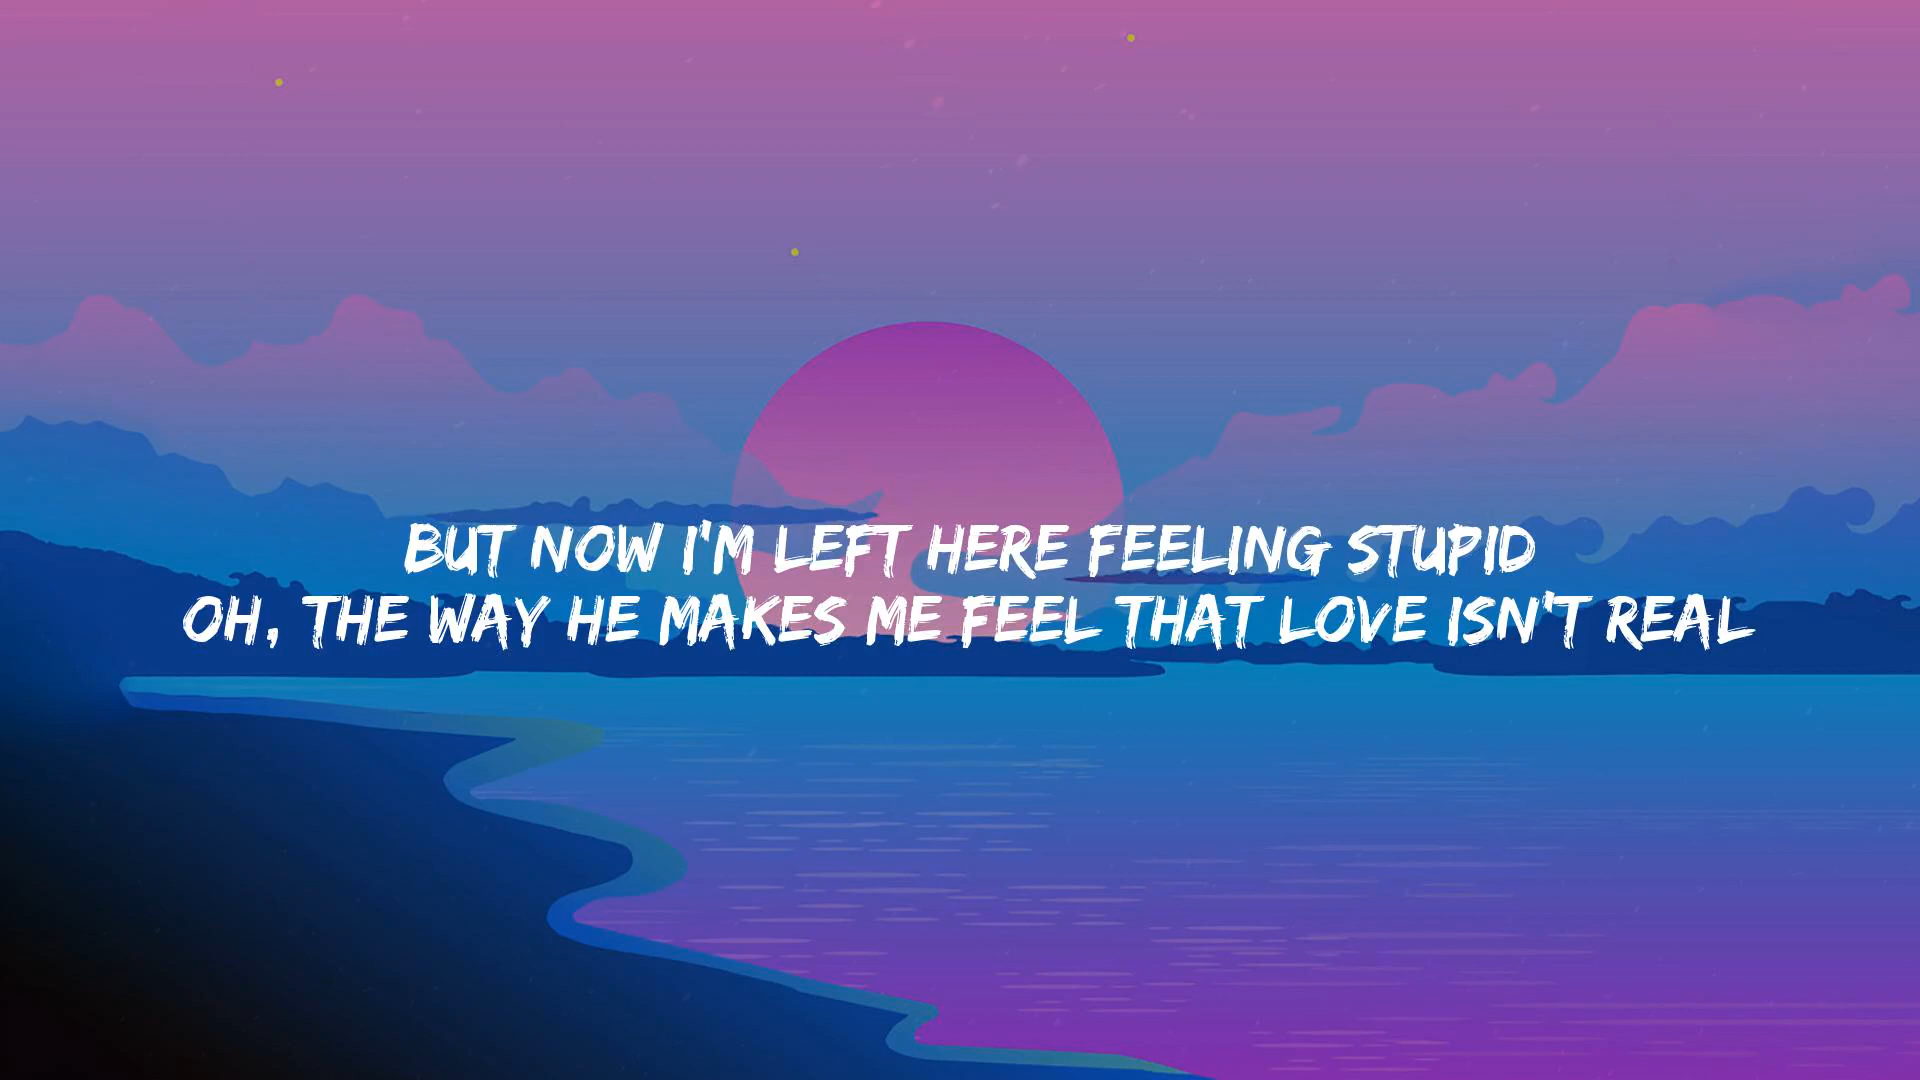 BUT NOW I'M LEFT HERE FEELING STUPID
OH, THE WAY HE MAKES ME FEEL THAT LOVE ISN'T REAL